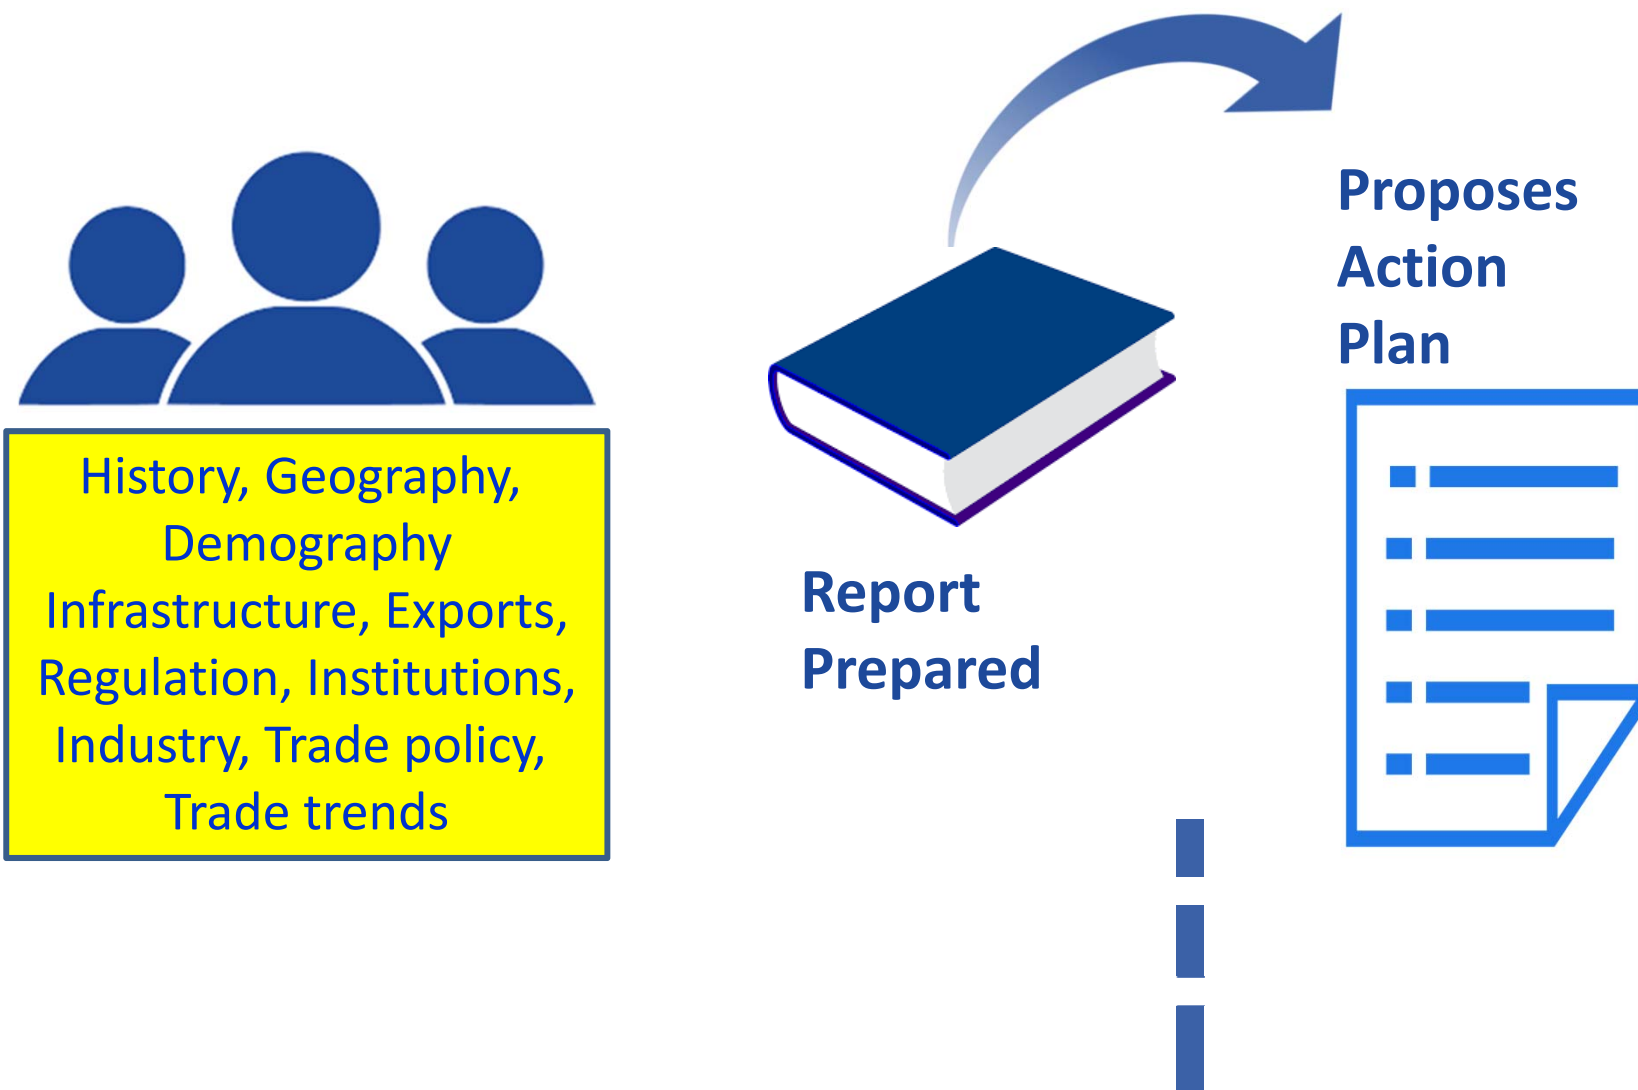 History, Geography,
Demography
Infrastructure, Exports,
Regulation, Institutions,
Industry, Trade policy,
Trade trends
Report
Prepared
Proposes
Action
Plan